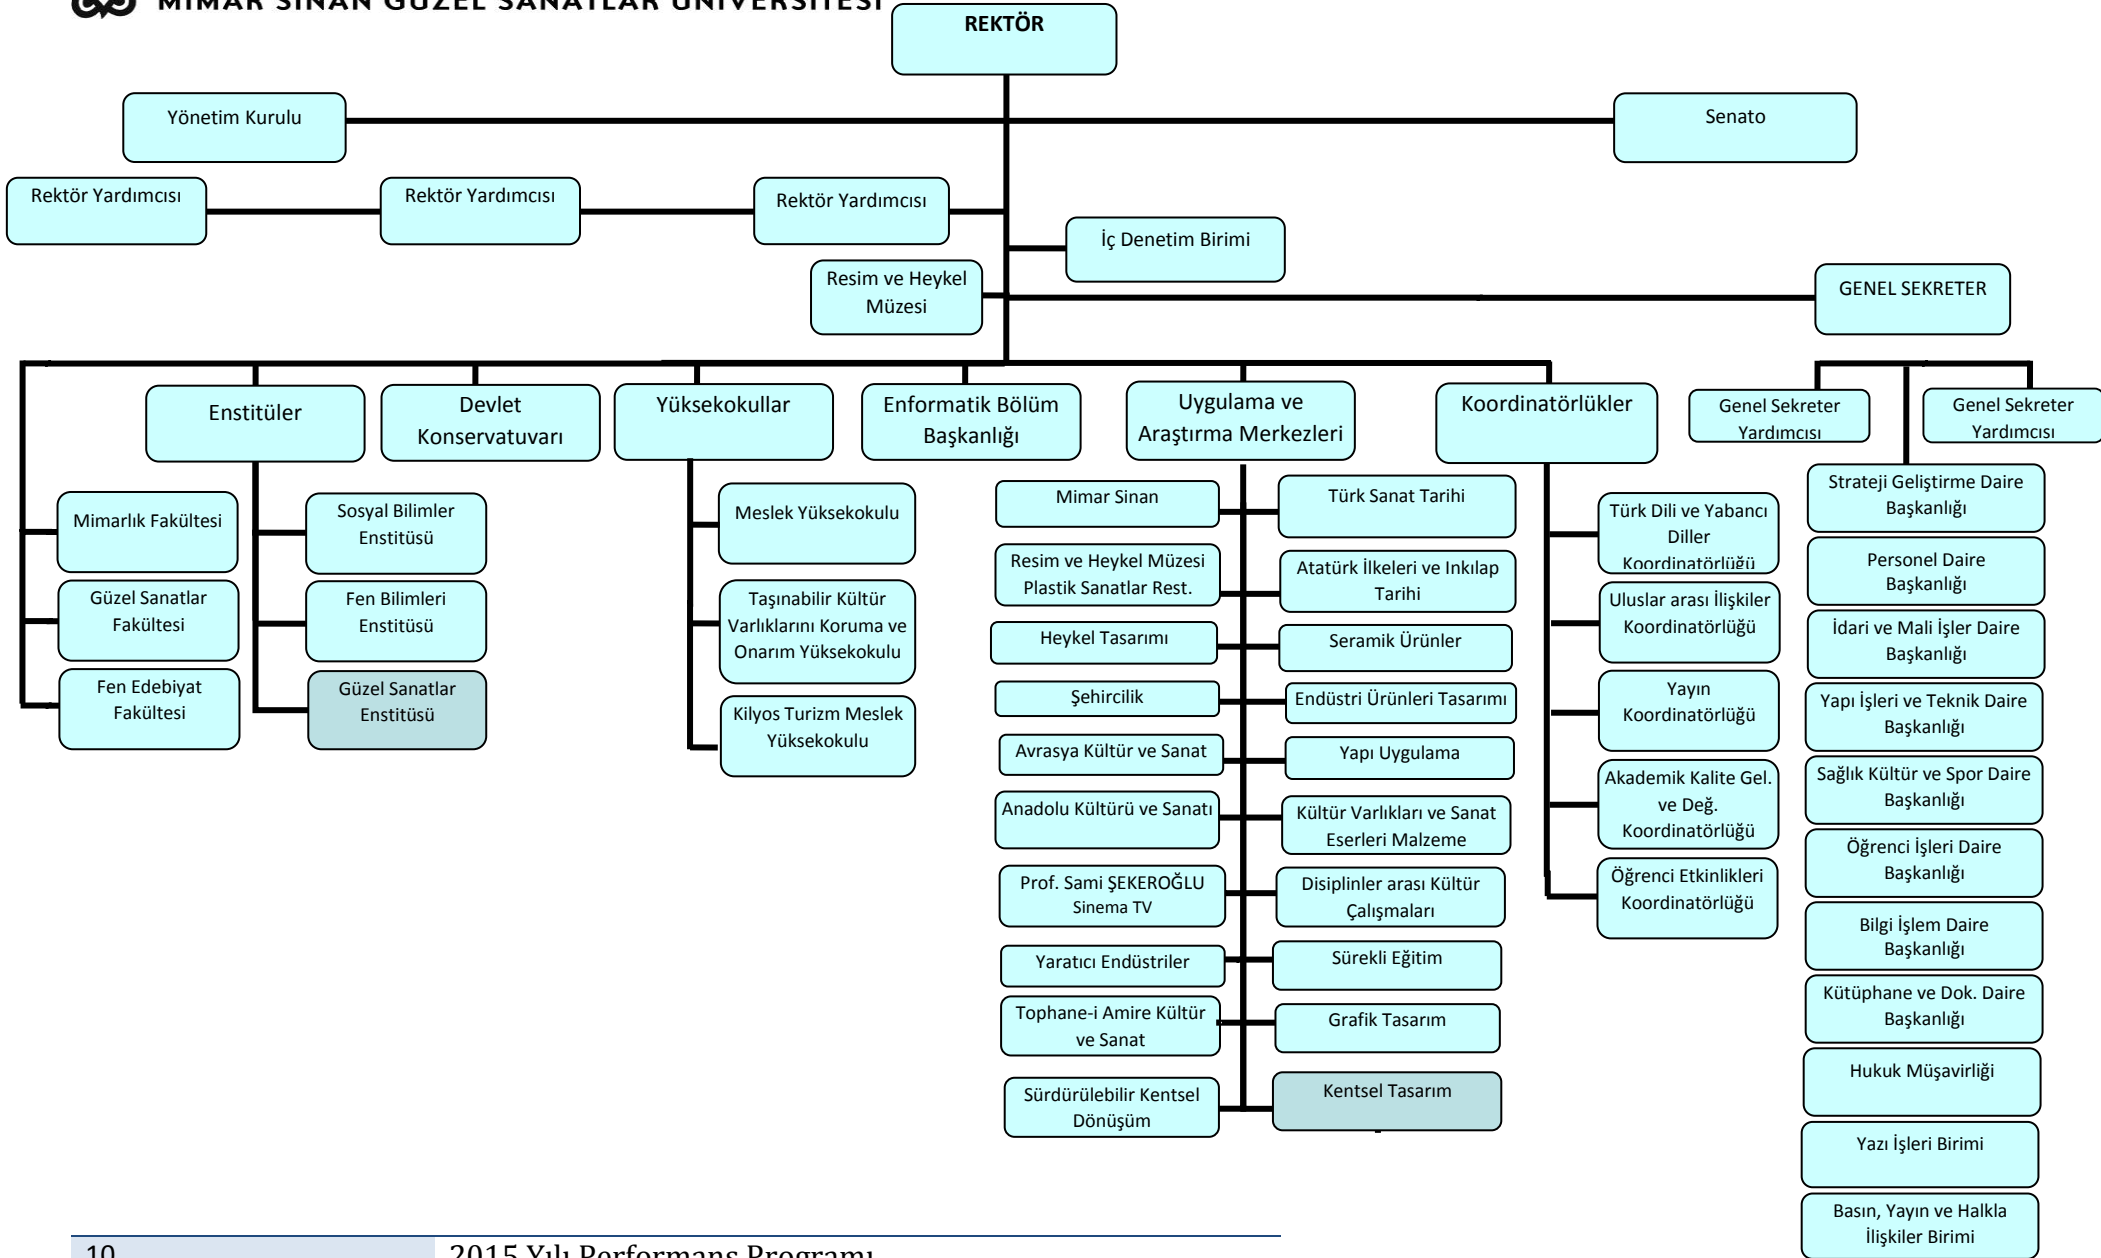 MİMAR SİNAN GÜZEL SANATLAR ÜNİVERSİTESİ
REKTÖR
Yönetim Kurulu
Senato
Rektör Yardımcısı
Rektör Yardımcısı
Rektör Yardımcısı
İç Denetim Birimi
Resim ve Heykel
Müzesi
GENEL SEKRETER
Enstitüler
Devlet
Konservatuvarı
Yüksekokullar
Enformatik Bölüm
Başkanlığı
Uygulama ve
Araştırma Merkezleri
Koordinatörlükler
Genel Sekreter
Yardımcısı
Genel Sekreter
Yardımcısı
Mimarlık Fakültesi
Güzel Sanatlar
Fakültesi
Fen Edebiyat
Fakültesi
Sosyal Bilimler
Enstitüsü
Fen Bilimleri
Enstitüsü
Güzel Sanatlar
Enstitüsü
Meslek Yüksekokulu
Taşınabilir Kültür
Varlıklarını Koruma ve
Onarım Yüksekokulu
Kilyos Turizm Meslek
Yüksekokulu
Mimar Sinan
Resim ve Heykel Müzesi
Plastik Sanatlar Rest.
Heykel Tasarımı
Şehircilik
Avrasya Kültür ve Sanat
Anadolu Kültürü ve Sanatı
Prof. Sami ŞEKEROĞLU
Sinema TV
Yaratıcı Endüstriler
Tophane-i Amire Kültür
ve Sanat
Sürdürülebilir Kentsel
Dönüşüm
Türk Sanat Tarihi
Atatürk İlkeleri ve Inkılap
Tarihi
Seramik Ürünler
Endüstri Ürünleri Tasarımı
Yapı Uygulama
Kültür Varlıkları ve Sanat
Eserleri Malzeme
Disiplinler arası Kültür
Çalışmaları
Sürekli Eğitim
Grafik Tasarım
Kentsel Tasarım
Türk Dili ve Yabancı
Diller
Koordinatörlüğü
Uluslar arası İlişkiler
Koordinatörlüğü
Yayın
Koordinatörlüğü
Akademik Kalite Gel.
ve Değ.
Koordinatörlüğü
Öğrenci Etkinlikleri
Koordinatörlüğü
Strateji Geliştirme Daire
Başkanlığı
Personel Daire
Başkanlığı
İdari ve Mali İşler Daire
Başkanlığı
Yapı İşleri ve Teknik Daire
Başkanlığı
Sağlık Kültür ve Spor Daire
Başkanlığı
Öğrenci İşleri Daire
Başkanlığı
Bilgi İşlem Daire
Başkanlığı
Kütüphane ve Dok. Daire
Başkanlığı
Hukuk Müşavirliği
Yazı İşleri Birimi
Basın, Yayın ve Halkla
İlişkiler Birimi
10
2015 Yılı Performans Programı